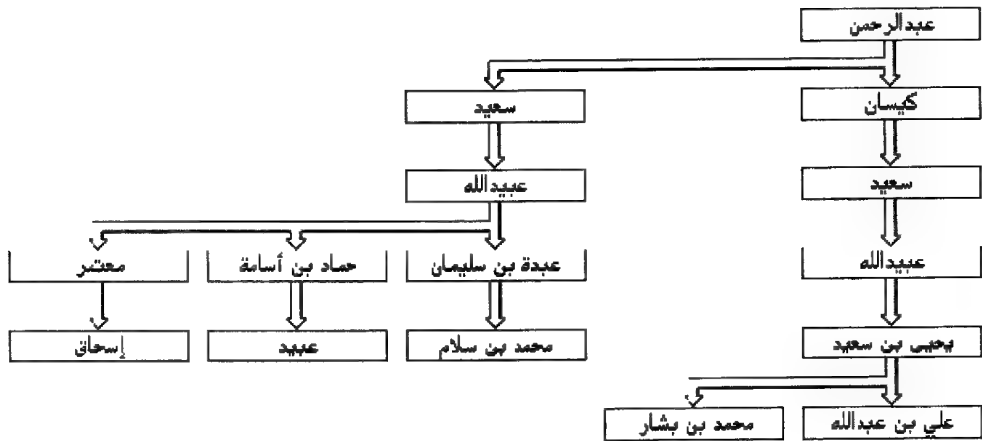 عبدالرحمن
كيسان
سعيد
سعيد
عبيدالله
عبيدالله
عبدة بن سليمان
حماد بن أسامة
معتمر
يحيى بن سعيد
محمد بن سلام
عبيد
إسحاق
علي بن عبدالله
محمد بن بشار